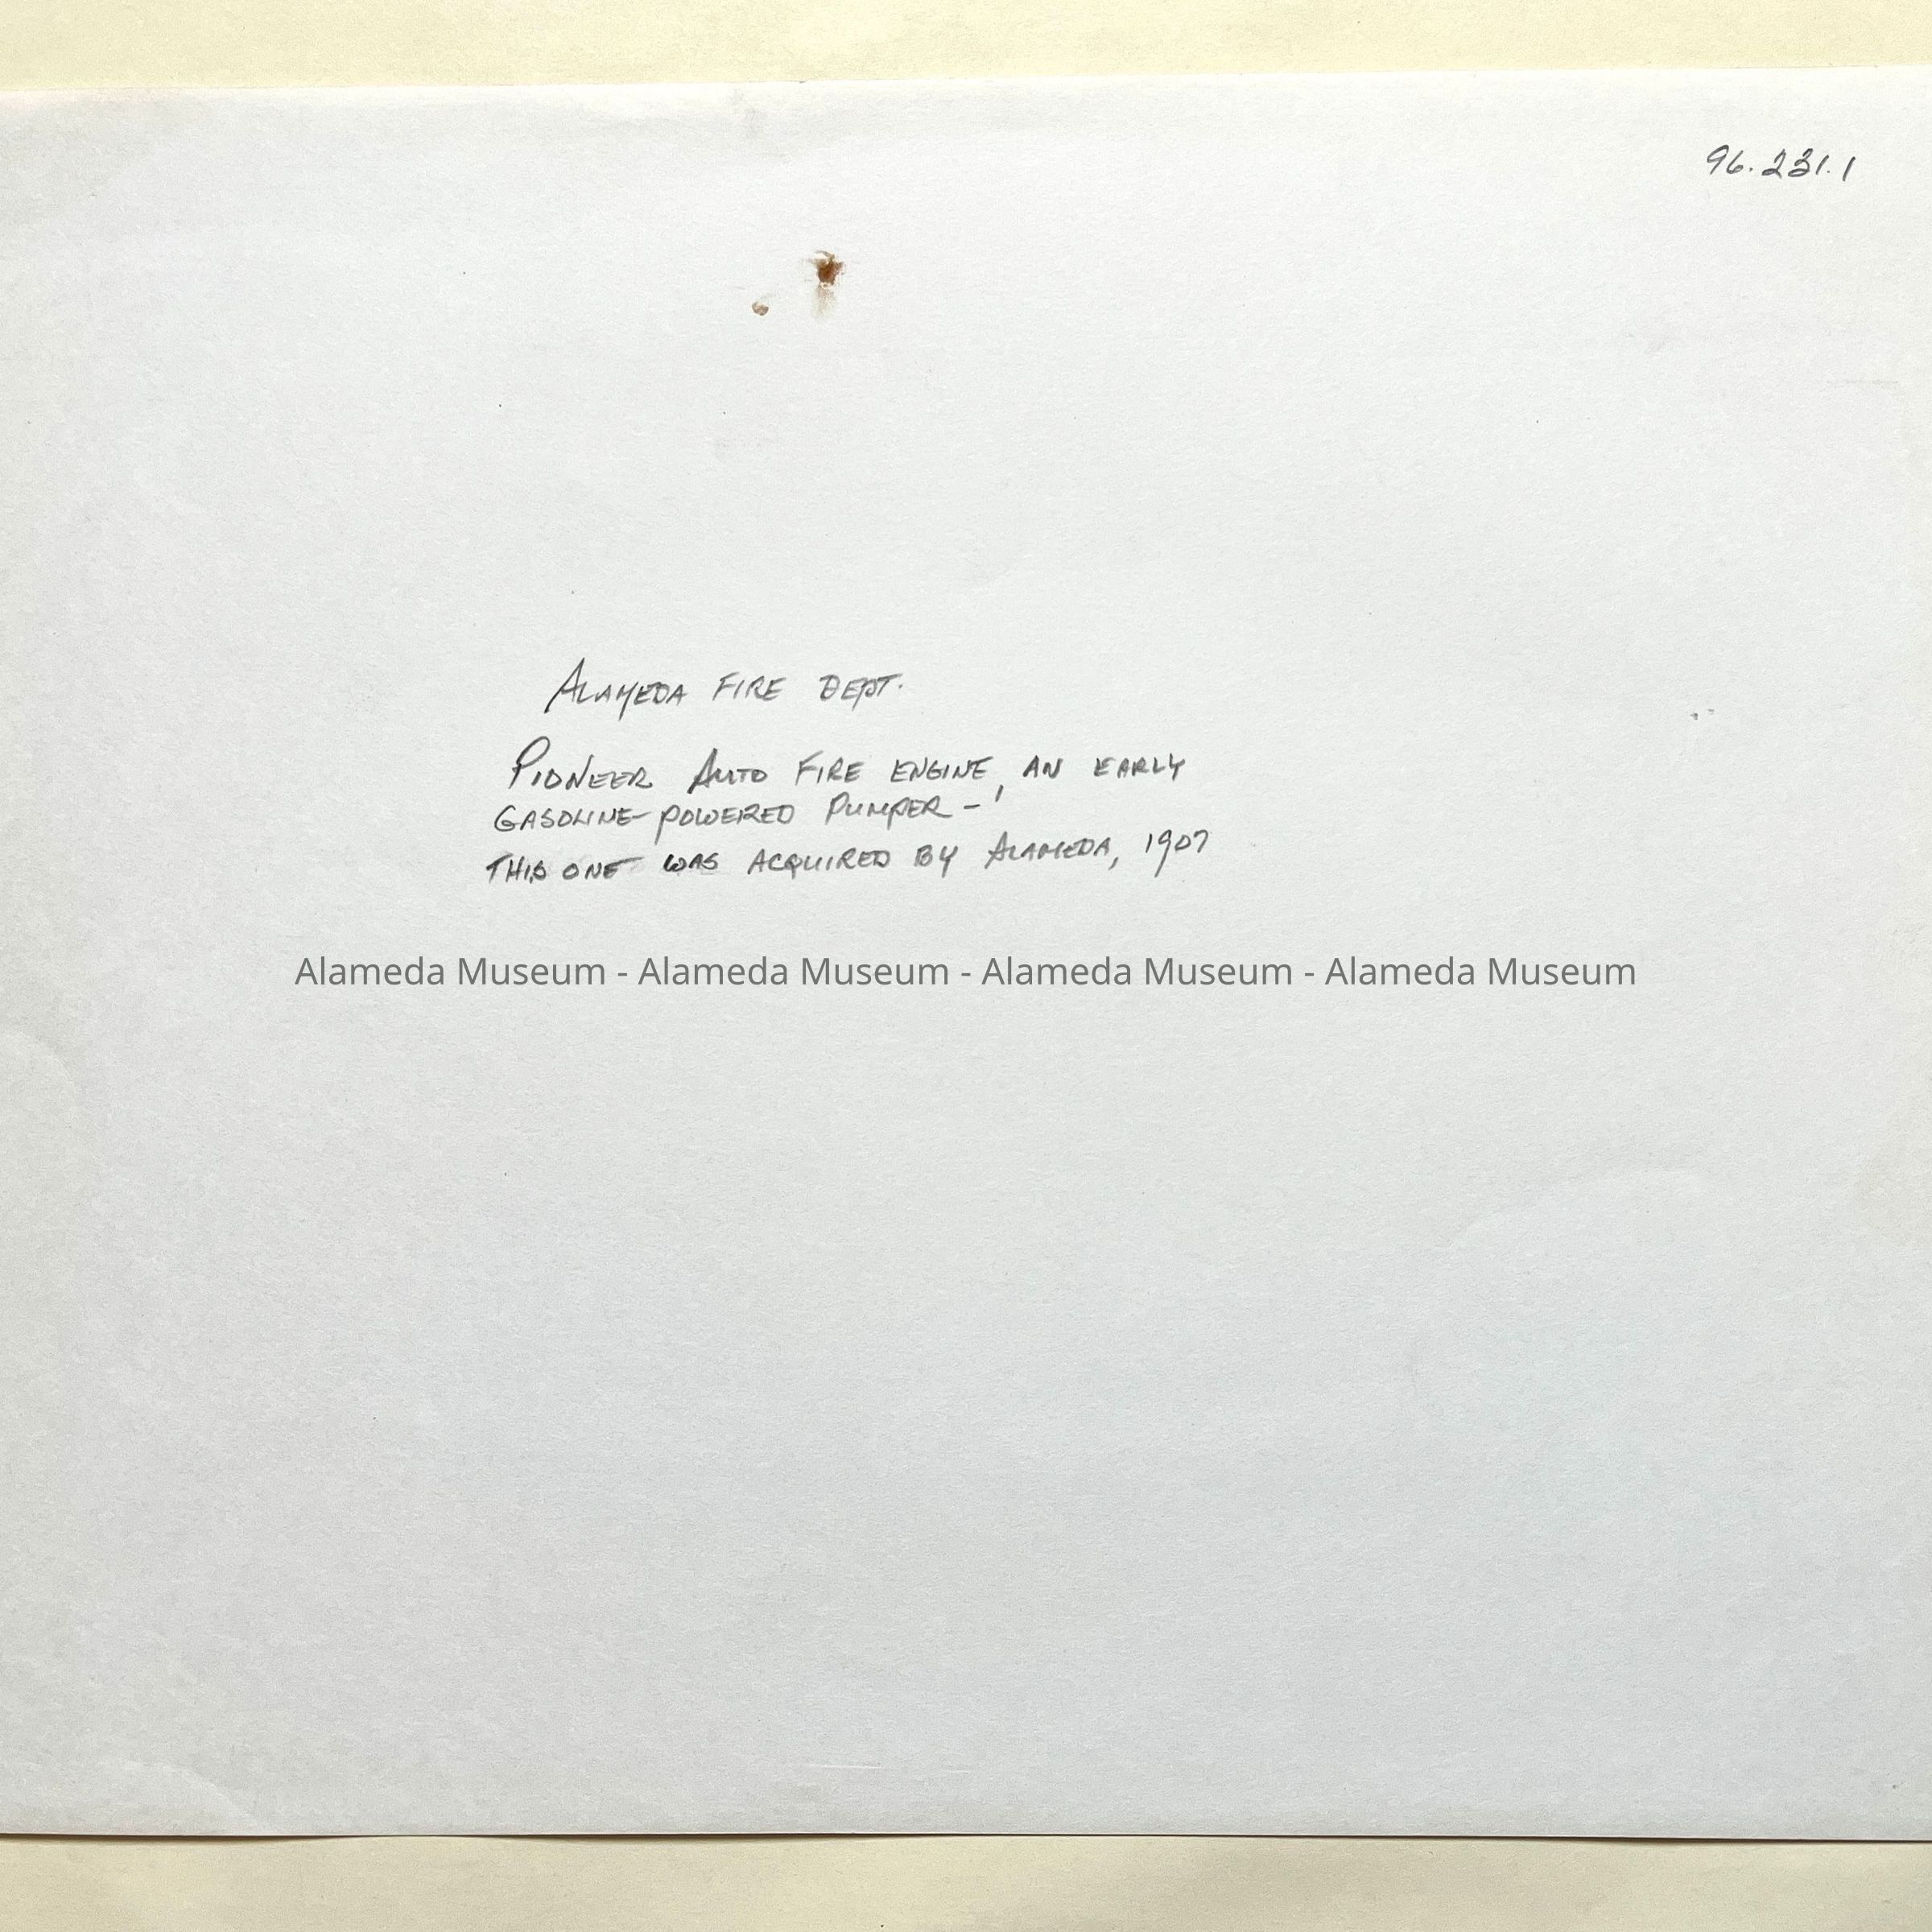 96.231.1
ALAMEDA FIRE DEPT.
PIONEER AUTO FIRE ENGINE, AN EARLY
GASOLINE-POWERED PUMPER -
THIS ONE WAS ACQUIRED BY ALAMEDA, 1907
Alameda Museum - Alameda Museum - Alameda Museum - Alameda Museum